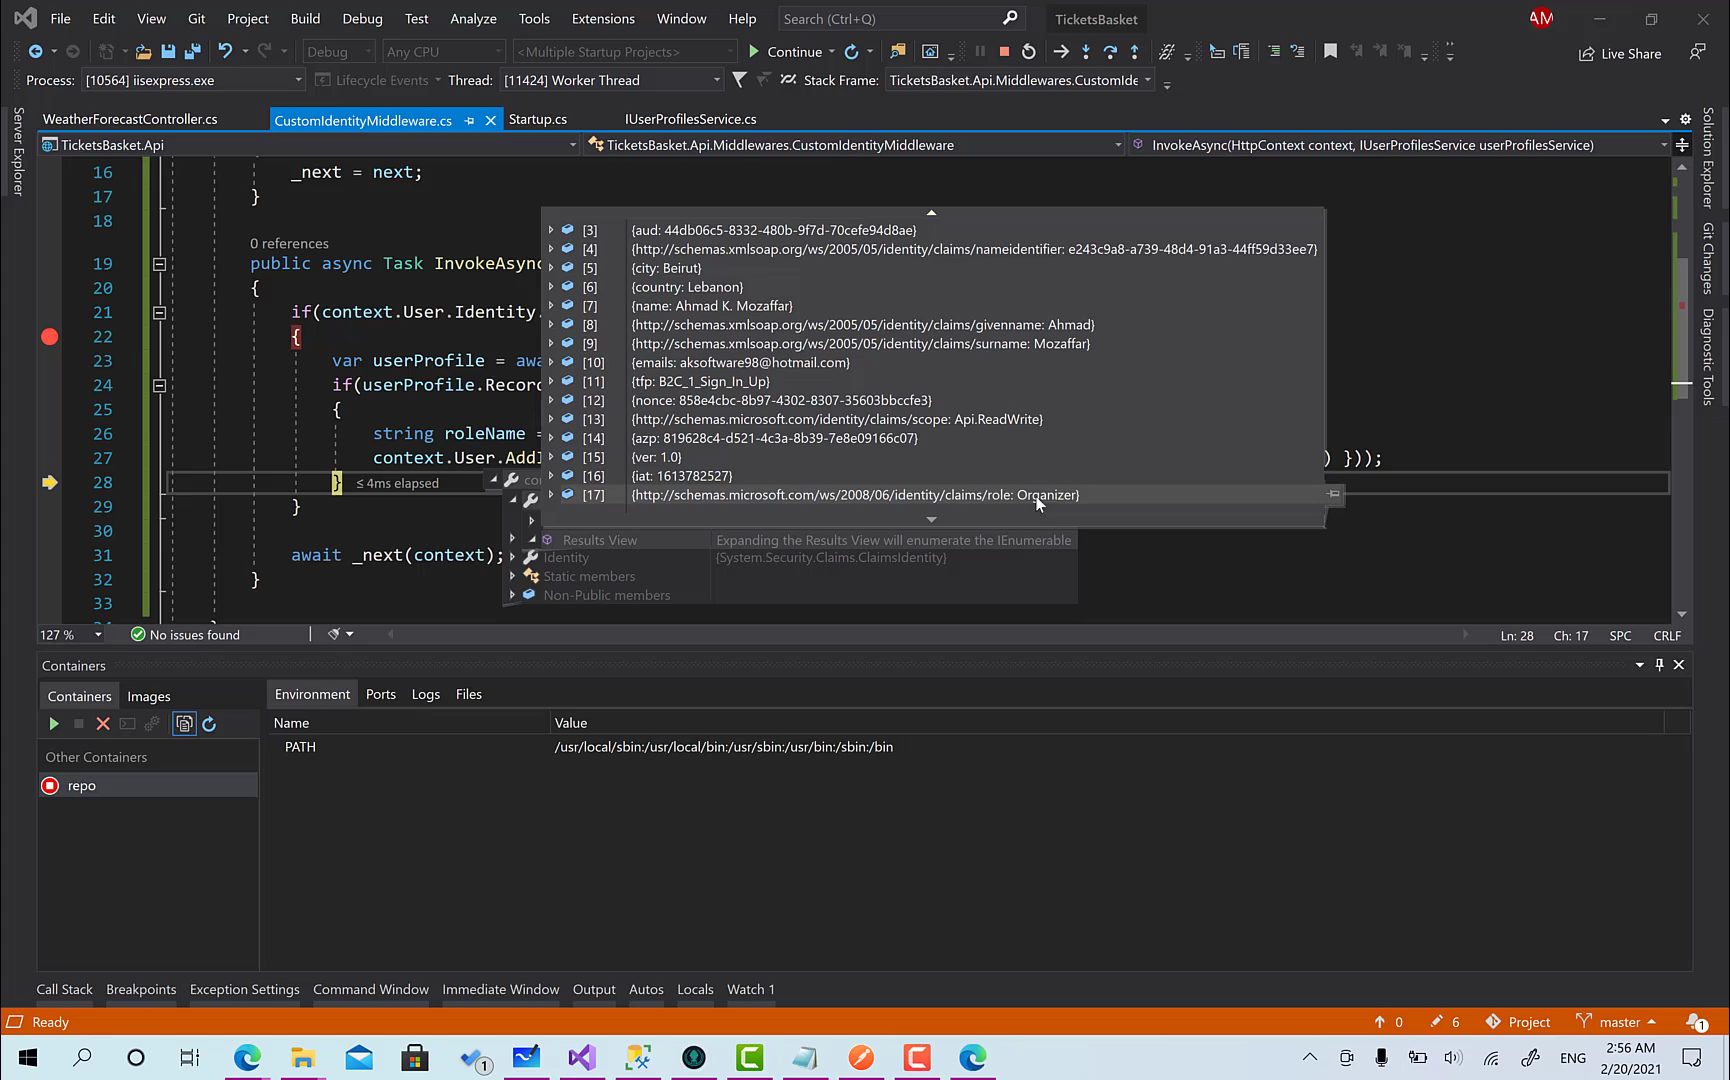 File Edit View Git Project Build Debug Test Analyze Tools Extensions Window Help Search (Ctrl+Q) TicketsBasket AM
Debug Any CPU <Multiple Startup Projects> Continue Live Share
Process: [10564] iisexpress.exe Lifecycle Events Thread: [11424] Worker Thread Stack Frame: TicketsBasket.Api.Middlewares.CustomIde
WeatherForecastController.cs CustomIdentityMiddleware.cs Startup.cs IUserProfilesService.cs
TicketsBasket.Api TicketsBasket.Api.Middlewares.CustomIdentityMiddleware InvokeAsync(HttpContext context, IUserProfilesService userProfilesService)
Server Explorer
Solution Explorer
Git Changes
Diagnostic Tools
16 _next = next;
17 }
18
0 references
19 public async Task InvokeAsync
20 {
21 if(context.User.Identity.
22 {
23 var userProfile = awa
24 if(userProfile.Record
25 {
26 string roleName =
27 context.User.AddI ) }));
28 } ≤ 4ms elapsed co
29 }
30
31 await _next(context);
32 }
33
[3] {aud: 44db06c5-8332-480b-9f7d-70cefe94d8ae}
[4] {http://schemas.xmlsoap.org/ws/2005/05/identity/claims/nameidentifier: e243c9a8-a739-48d4-91a3-44ff59d33ee7}
[5] {city: Beirut}
[6] {country: Lebanon}
[7] {name: Ahmad K. Mozaffar}
[8] {http://schemas.xmlsoap.org/ws/2005/05/identity/claims/givenname: Ahmad}
[9] {http://schemas.xmlsoap.org/ws/2005/05/identity/claims/surname: Mozaffar}
[10] {emails: aksoftware98@hotmail.com}
[11] {tfp: B2C_1_Sign_In_Up}
[12] {nonce: 858e4cbc-8b97-4302-8307-35603bbccfe3}
[13] {http://schemas.microsoft.com/identity/claims/scope: Api.ReadWrite}
[14] {azp: 819628c4-d521-4c3a-8b39-7e8e09166c07}
[15] {ver: 1.0}
[16] {iat: 1613782527}
[17] {http://schemas.microsoft.com/ws/2008/06/identity/claims/role: Organizer}
Results View Expanding the Results View will enumerate the IEnumerable
Identity {System.Security.Claims.ClaimsIdentity}
Static members
Non-Public members
127 % No issues found Ln: 28 Ch: 17 SPC CRLF
Containers
Containers Images Environment Ports Logs Files
Name Value
PATH /usr/local/sbin:/usr/local/bin:/usr/sbin:/usr/bin:/sbin:/bin
Other Containers
repo
Call Stack Breakpoints Exception Settings Command Window Immediate Window Output Autos Locals Watch 1
Ready 0 6 Project master 1
1 ENG 2:56 AM
2/20/2021